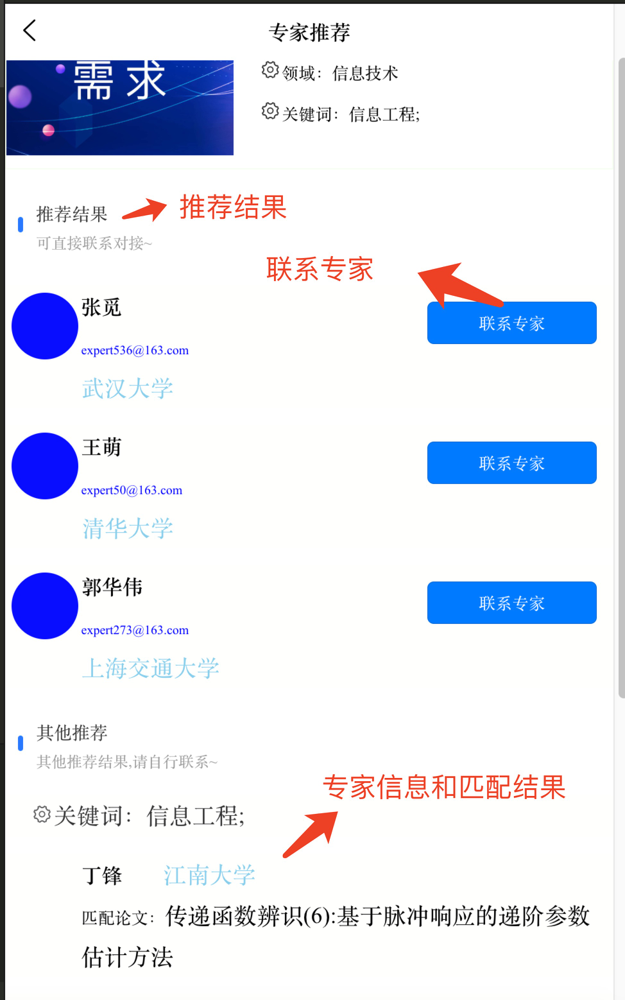 专家推荐
需求
领域：信息技术
关键词：信息工程;
推荐结果
推荐结果
可直接联系对接~
联系专家
张觅
联系专家
expert536@163.com
武汉大学
王萌
联系专家
expert50@163.com
清华大学
郭华伟
联系专家
expert273@163.com
上海交通大学
其他推荐
其他推荐结果,请自行联系~
专家信息和匹配结果
关键词：信息工程;
丁锋 江南大学
匹配论文：传递函数辨识(6):基于脉冲响应的递阶参数
估计方法